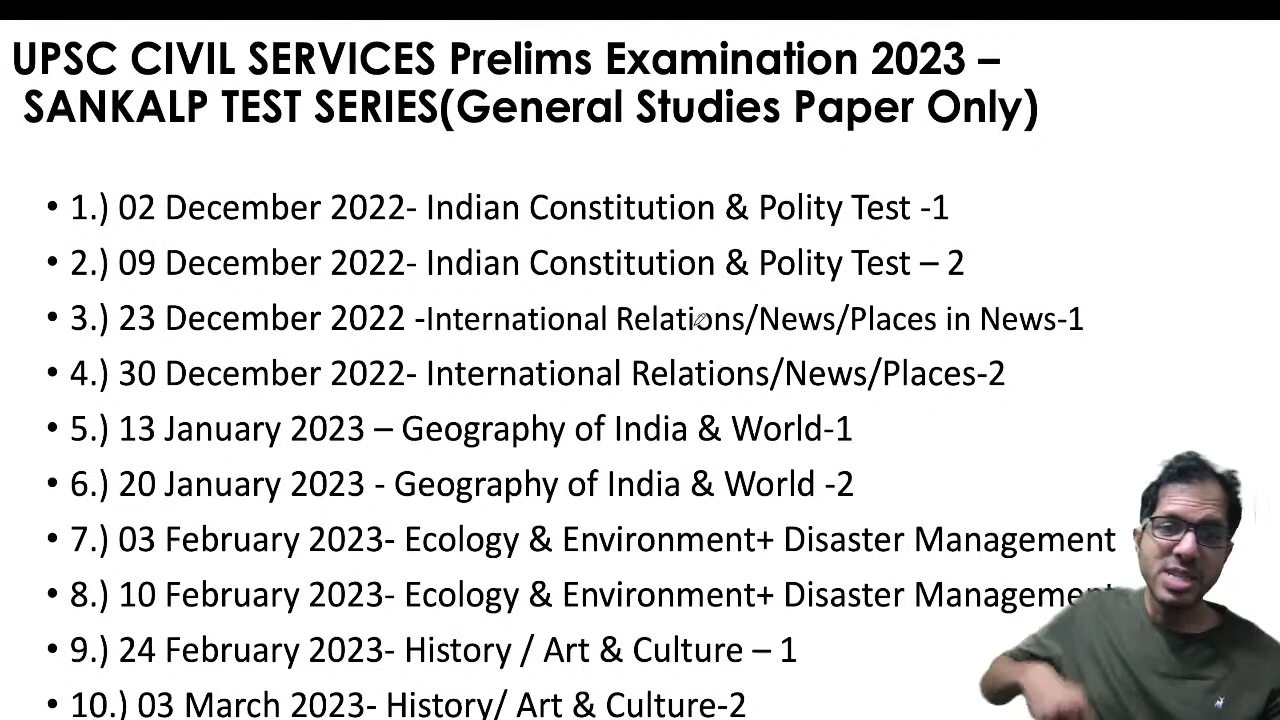 UPSC CIVIL SERVICES Prelims Examination 2023 –
SANKALP TEST SERIES(General Studies Paper Only)
• 1.) 02 December 2022- Indian Constitution & Polity Test -1
• 2.) 09 December 2022- Indian Constitution & Polity Test – 2
• 3.) 23 December 2022 -International Relations/News/Places in News-1
• 4.) 30 December 2022- International Relations/News/Places-2
• 5.) 13 January 2023 – Geography of India & World-1
• 6.) 20 January 2023 - Geography of India & World -2
• 7.) 03 February 2023- Ecology & Environment+ Disaster Management
• 8.) 10 February 2023- Ecology & Environment+ Disaster Management
• 9.) 24 February 2023- History / Art & Culture – 1
• 10.) 03 March 2023- History/ Art & Culture-2